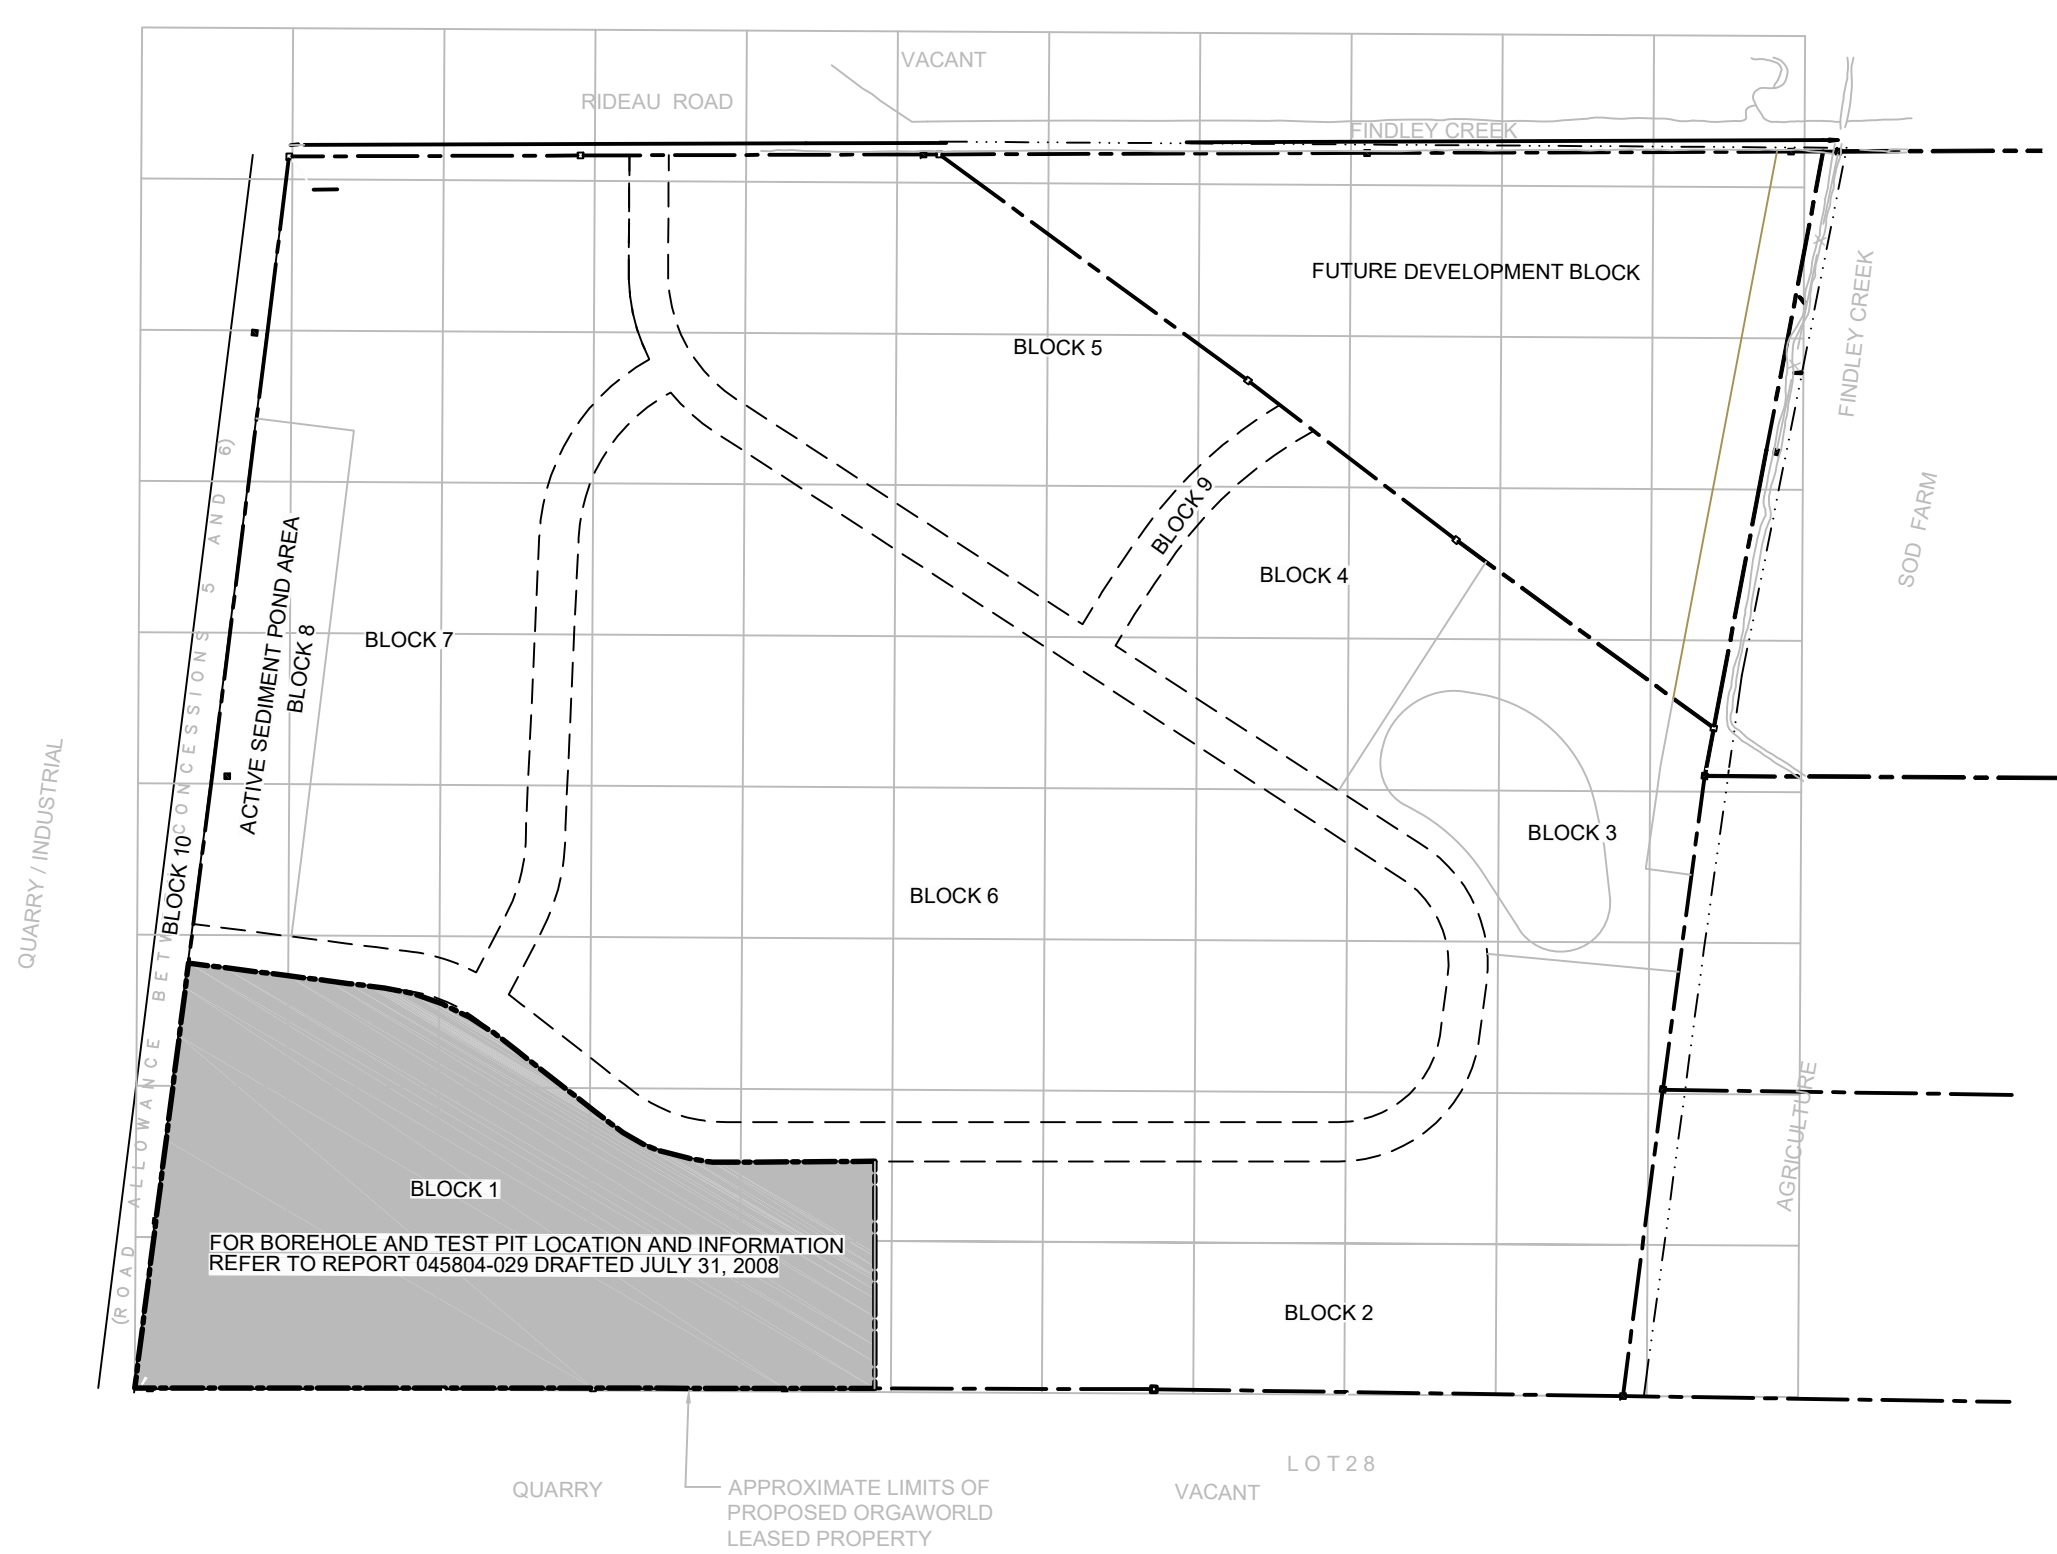 VACANT
RIDEAU ROAD
FINDLEY CREEK
FUTURE DEVELOPMENT BLOCK
FINDLEY CREEK
BLOCK 5
SOD FARM
BLOCK 9
BLOCK 4
ACTIVE SEDIMENT POND AREA
BLOCK 8
BLOCK 7
QUARRY / INDUSTRIAL
BLOCK 3
BLOCK 10
BLOCK 6
(ROAD ALLOWANCE BETW CONCESSIONS 5 AND 6)
AGRICULTURE
BLOCK 1
FOR BOREHOLE AND TEST PIT LOCATION AND INFORMATION
REFER TO REPORT 045804-029 DRAFTED JULY 31, 2008
BLOCK 2
LOT 28
QUARRY
APPROXIMATE LIMITS OF
PROPOSED ORGAWORLD
LEASED PROPERTY
VACANT